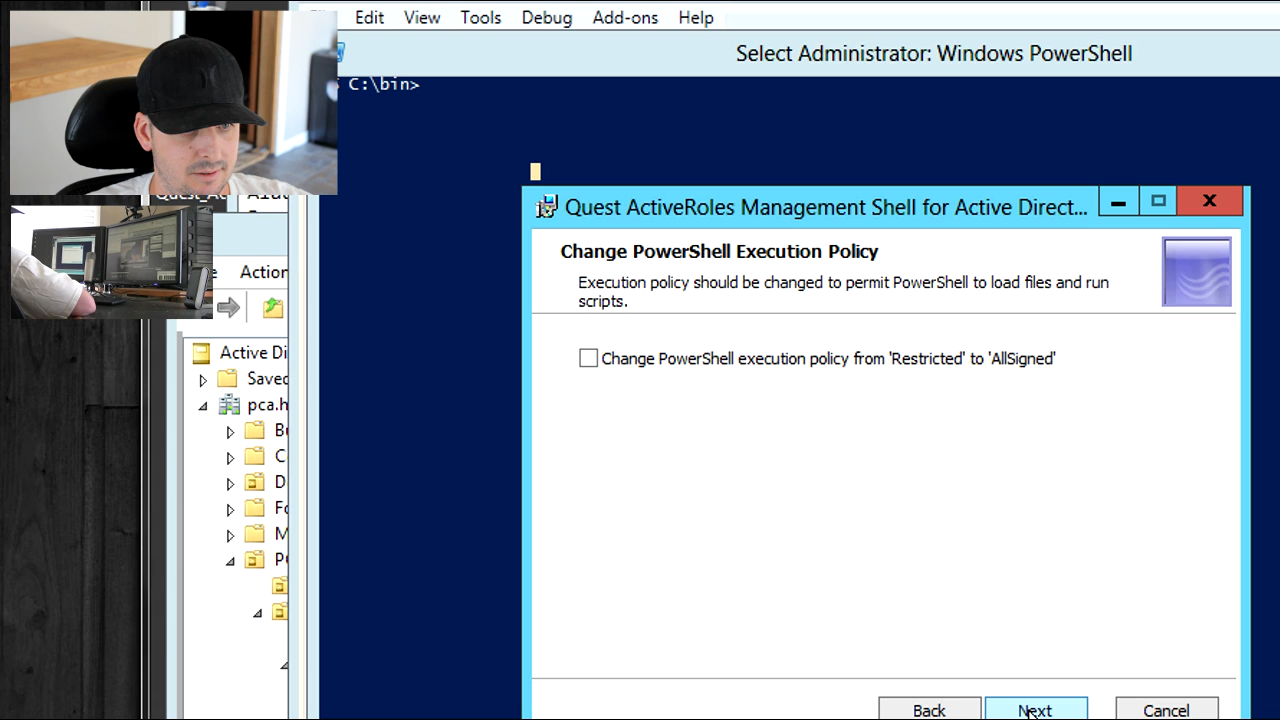 Edit View Tools Debug Add-ons Help
Select Administrator: Windows PowerShell
C:\bin>
Quest ActiveRoles Management Shell for Active Direct...
Change PowerShell Execution Policy
Execution policy should be changed to permit PowerShell to load files and run
scripts.
Change PowerShell execution policy from 'Restricted' to 'AllSigned'
Action
Active Di
Saved
pca.h
B
C
D
Fo
M
PC
Back Next Cancel